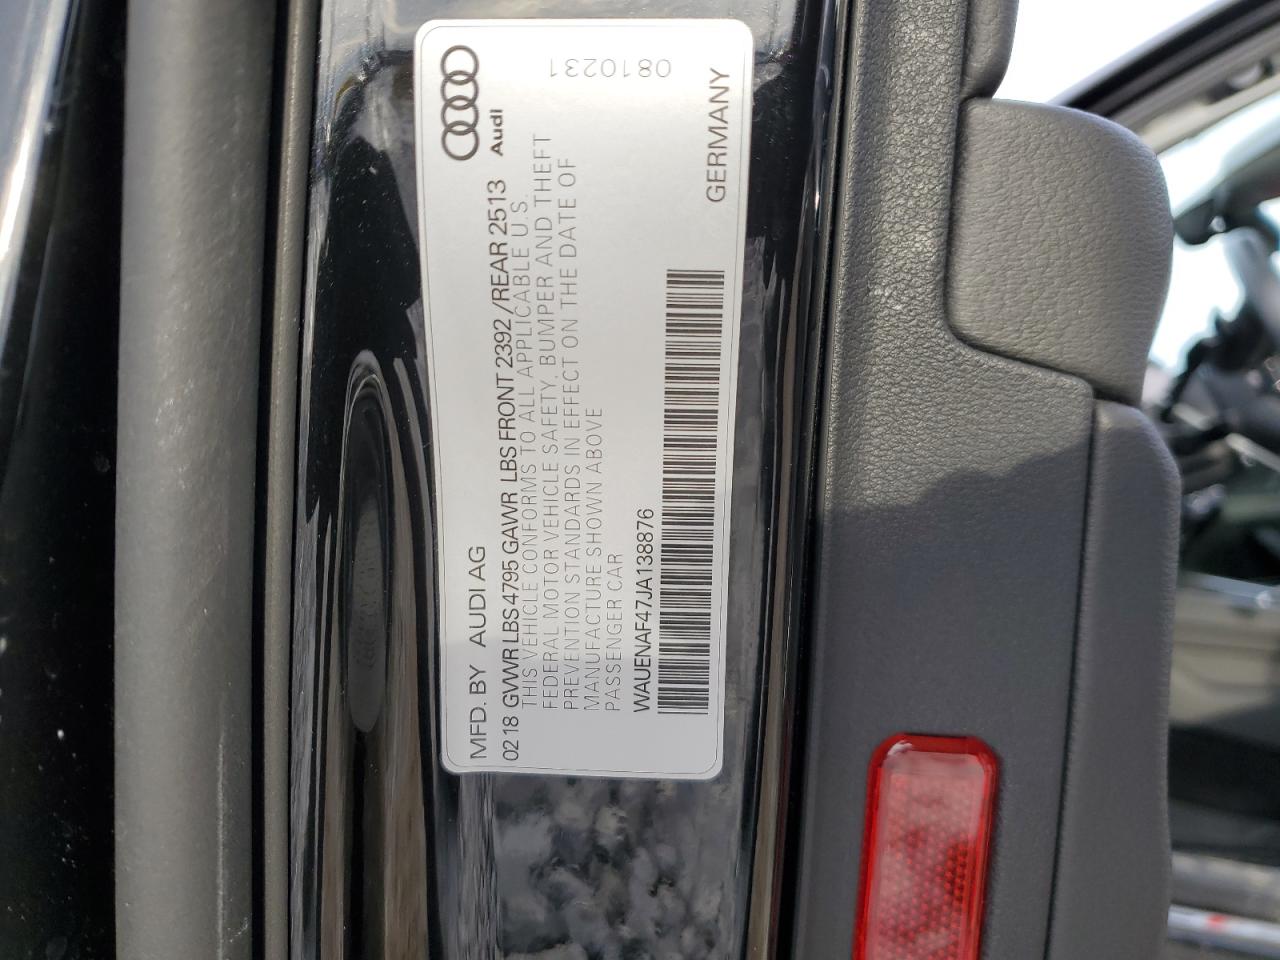 Audi
0810231
MFD. BY AUDI AG
0218 GVWR LBS 4795 GAWR LBS FRONT 2392 /REAR 2513
THIS VEHICLE CONFORMS TO ALL APPLICABLE U.S.
FEDERAL MOTOR VEHICLE SAFETY, BUMPER AND THEFT
PREVENTION STANDARDS IN EFFECT ON THE DATE OF
MANUFACTURE SHOWN ABOVE
PASSENGER CAR
WAUENAF47JA138876
GERMANY